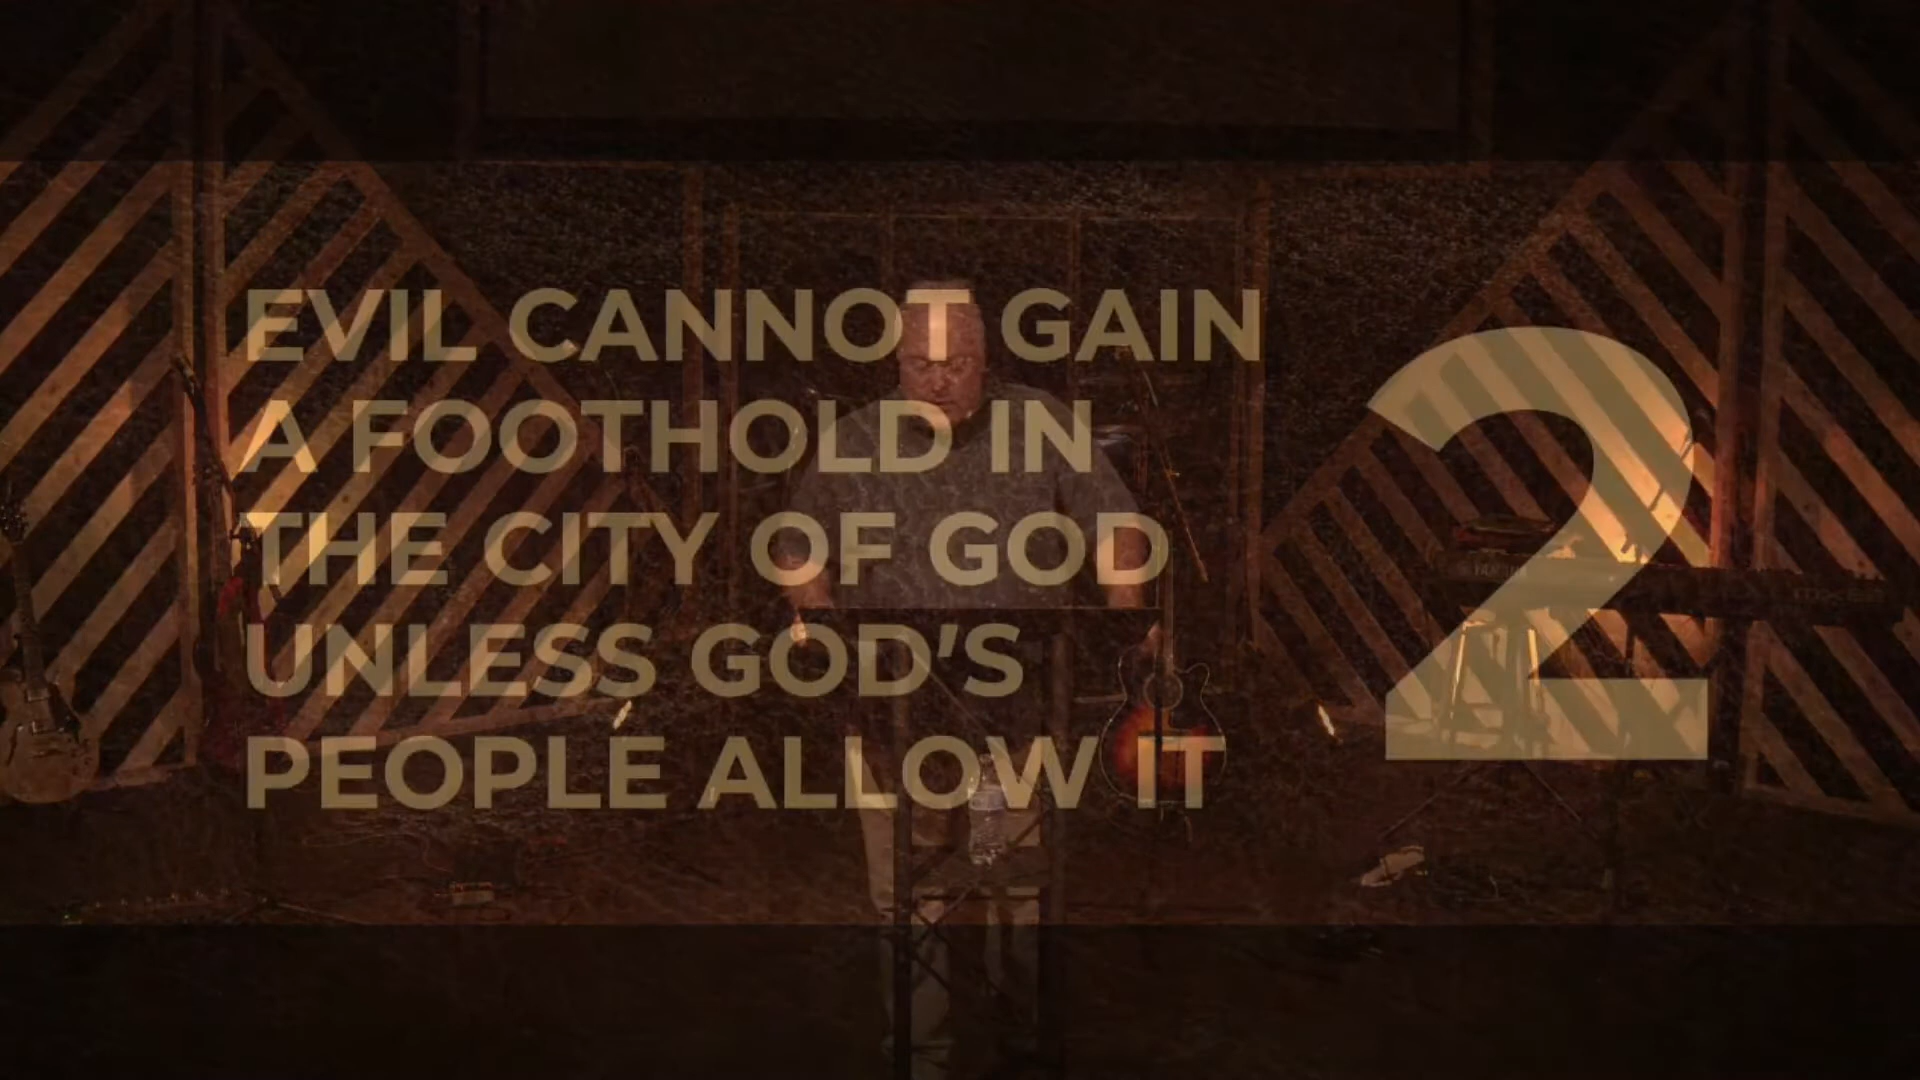 EVIL CANNOT GAIN
A FOOTHOLD IN
THE CITY OF GOD
UNLESS GOD'S
PEOPLE ALLOW IT
2